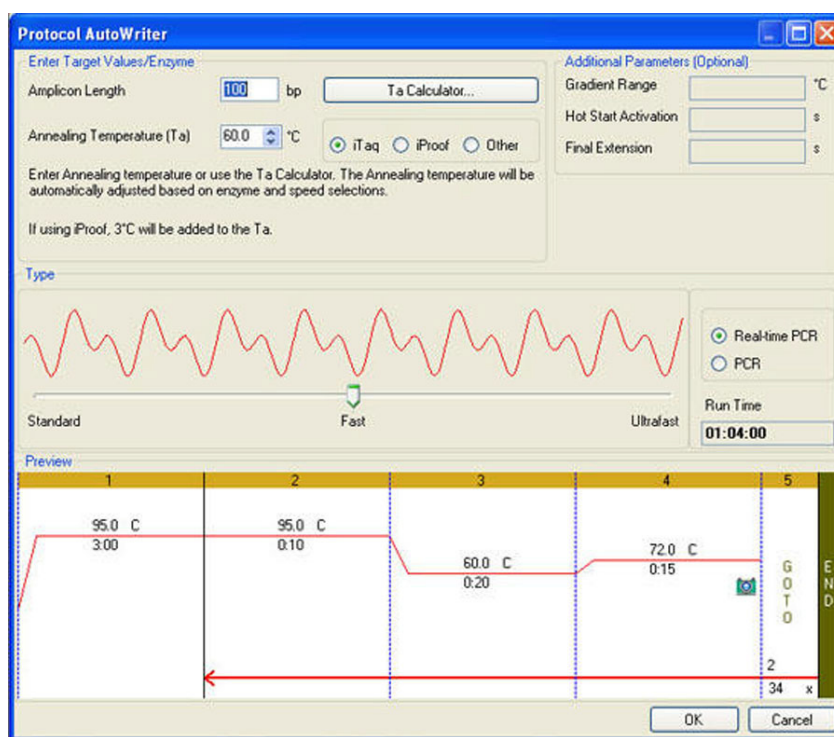 Protocol AutoWriter
Enter Target Values/Enzyme
Amplicon Length 100 bp Ta Calculator...
Annealing Temperature (Ta) 60.0 °C iTaq iProof Other
Enter Annealing temperature or use the Ta Calculator. The Annealing temperature will be
automatically adjusted based on enzyme and speed selections.
If using iProof, 3°C will be added to the Ta.
Additional Parameters (Optional)
Gradient Range °C
Hot Start Activation s
Final Extension s
Type
Standard Fast Ultrafast
Real-time PCR
PCR
Run Time
01:04:00
Preview
1 2 3 4 5
95.0 C 95.0 C 60.0 C 72.0 C
3:00 0:10 0:20 0:15
GOTO
END
2
34 x
OK Cancel